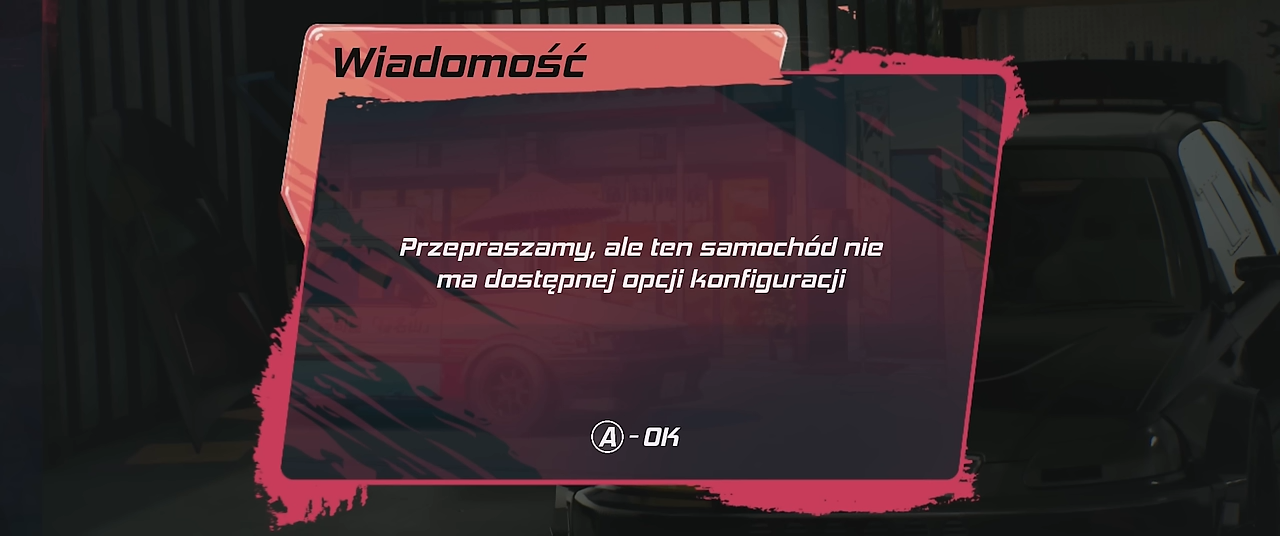 Wiadomość
Przepraszamy, ale ten samochód nie
ma dostępnej opcji konfiguracji
A - OK